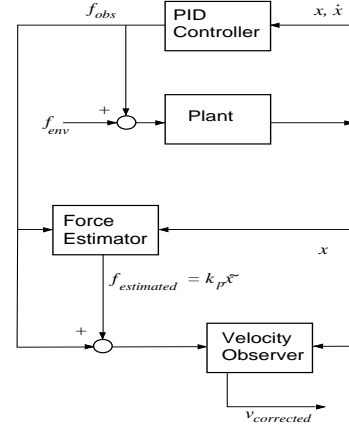 f_obs
PID
Controller
x, ẋ
+
f_env
Plant
Force
Estimator
x
f_estimated = k_p x̃
+
Velocity
Observer
v_corrected